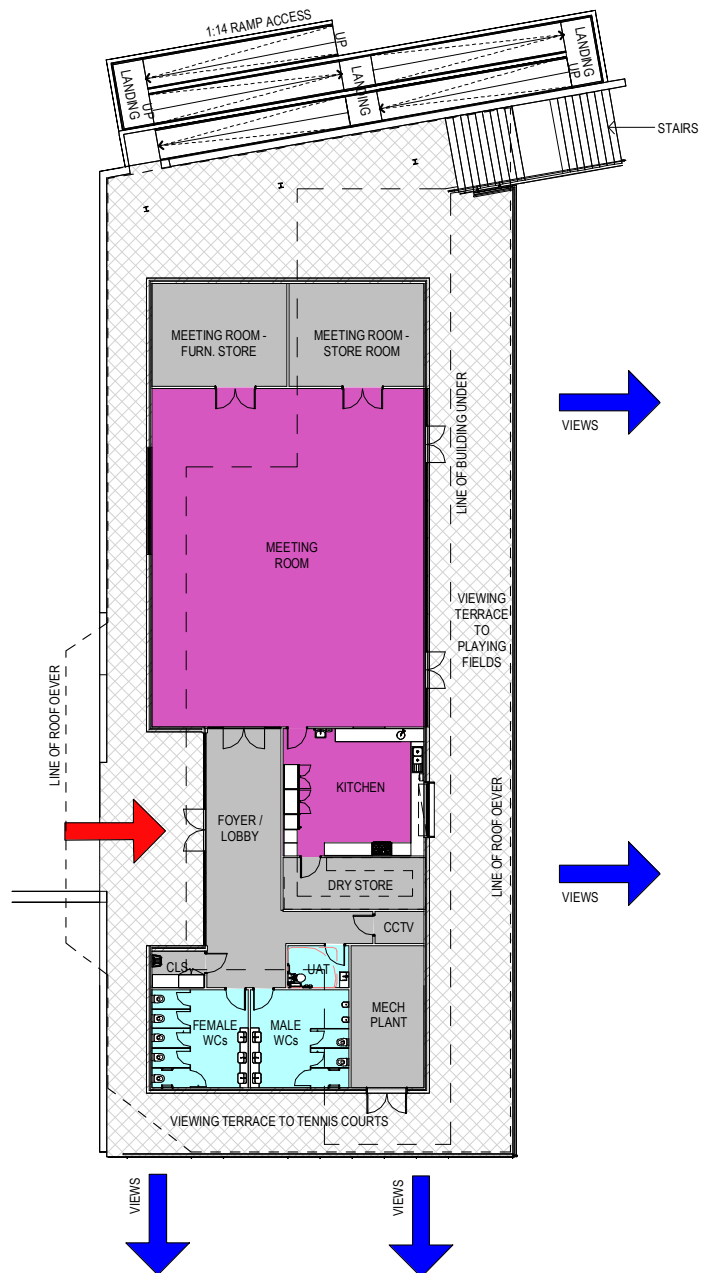 1:14 RAMP ACCESS
UP
LANDING
UP
LANDING
LANDING
UP
STAIRS
MEETING ROOM -
FURN. STORE
MEETING ROOM -
STORE ROOM
LINE OF BUILDING UNDER
VIEWS
MEETING
ROOM
VIEWING
TERRACE
TO
PLAYING
FIELDS
LINE OF ROOF OEVER
KITCHEN
FOYER /
LOBBY
LINE OF ROOF OEVER
DRY STORE
VIEWS
CCTV
CLS
UAT
MECH
PLANT
FEMALE
WCs
MALE
WCs
VIEWING TERRACE TO TENNIS COURTS
VIEWS
VIEWS